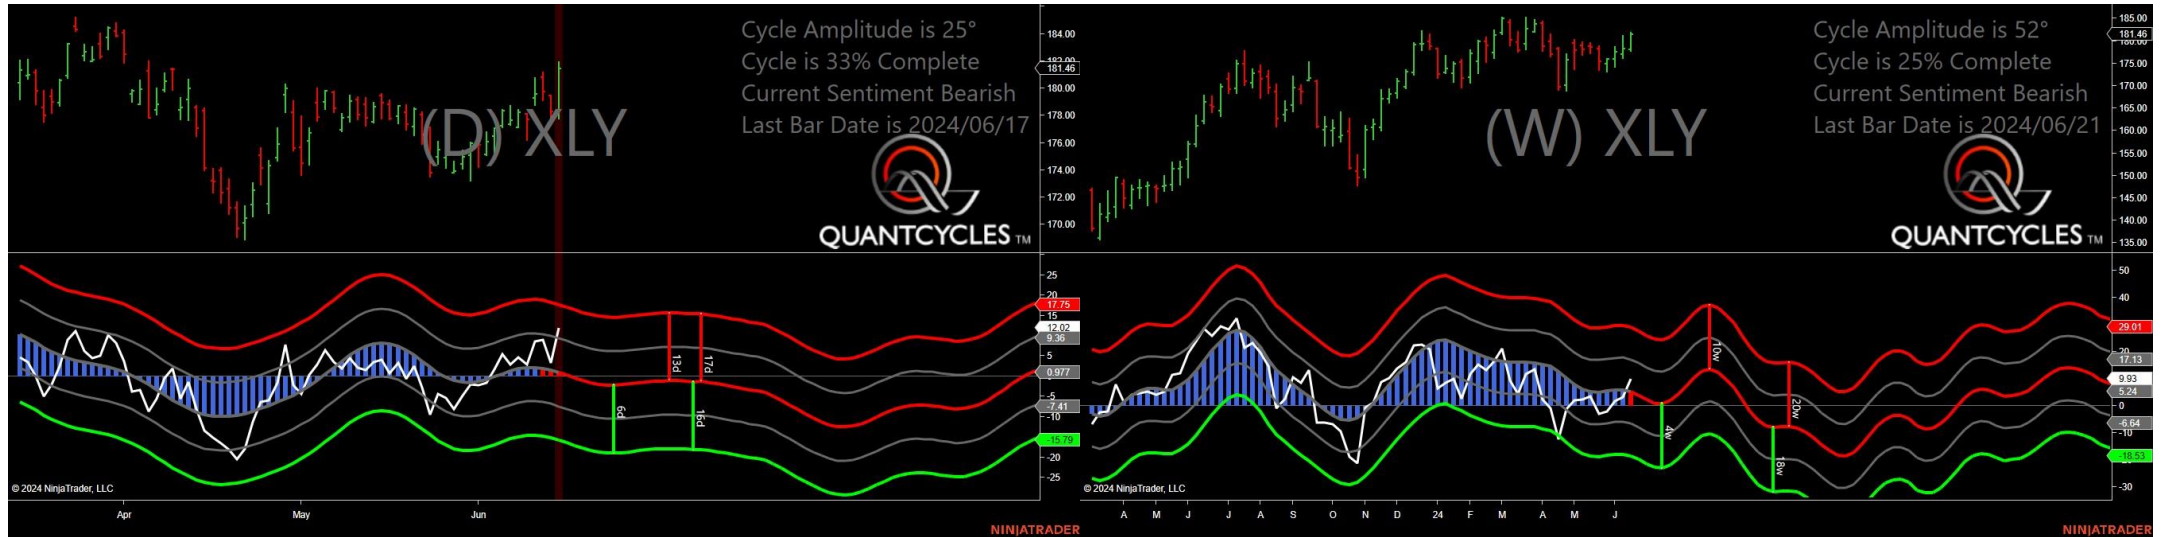 Cycle Amplitude is 25°
Cycle is 33% Complete
Current Sentiment Bearish
Last Bar Date is 2024/06/17
(D) XLY
QUANTCYCLES TM
184.00
181.46
180.00
178.00
176.00
174.00
172.00
170.00
25
20
17.75
15
12.02
9.36
5
0.977
-5
-7.41
-10
-15.79
-20
-25
6d
13d
16d
17d
© 2024 NinjaTrader, LLC
Apr May Jun
NINJATRADER
Cycle Amplitude is 52°
Cycle is 25% Complete
Current Sentiment Bearish
Last Bar Date is 2024/06/21
(W) XLY
QUANTCYCLES TM
185.00
181.46
180.00
175.00
170.00
165.00
160.00
155.00
150.00
145.00
140.00
135.00
50
40
29.01
20
17.13
9.93
5.24
0
-6.64
-10
-18.53
-30
4w
10w
18w
20w
© 2024 NinjaTrader, LLC
A M J J A S O N D 24 F M A M J
NINJATRADER